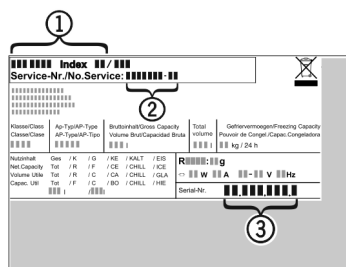 1
Index /
Service-Nr./No.Service: -
2
Klasse/Class Ap-Typ/AP-Type Bruttoinhalt/Gross Capacity Total Gefriervermoegen/Freezing Capacity
Classe/Clase AP-Type/AP-Tipo Volume Brut/Capacidad Bruta volume Pouvoir de Congel./Capac.Congeladora
l l kg / 24 h
Nutzinhalt Ges / K / G / KE / KALT / EIS
Net.Capacity Tot / R / F / CE / CHILL / ICE
Volume Utile Tot / R / C / CA / CHILL / GLA
Capac. Util Tot / F / C / BO / CHILL / HIE
l / l
R : g
W A - V Hz
Serial-Nr. . . .
3